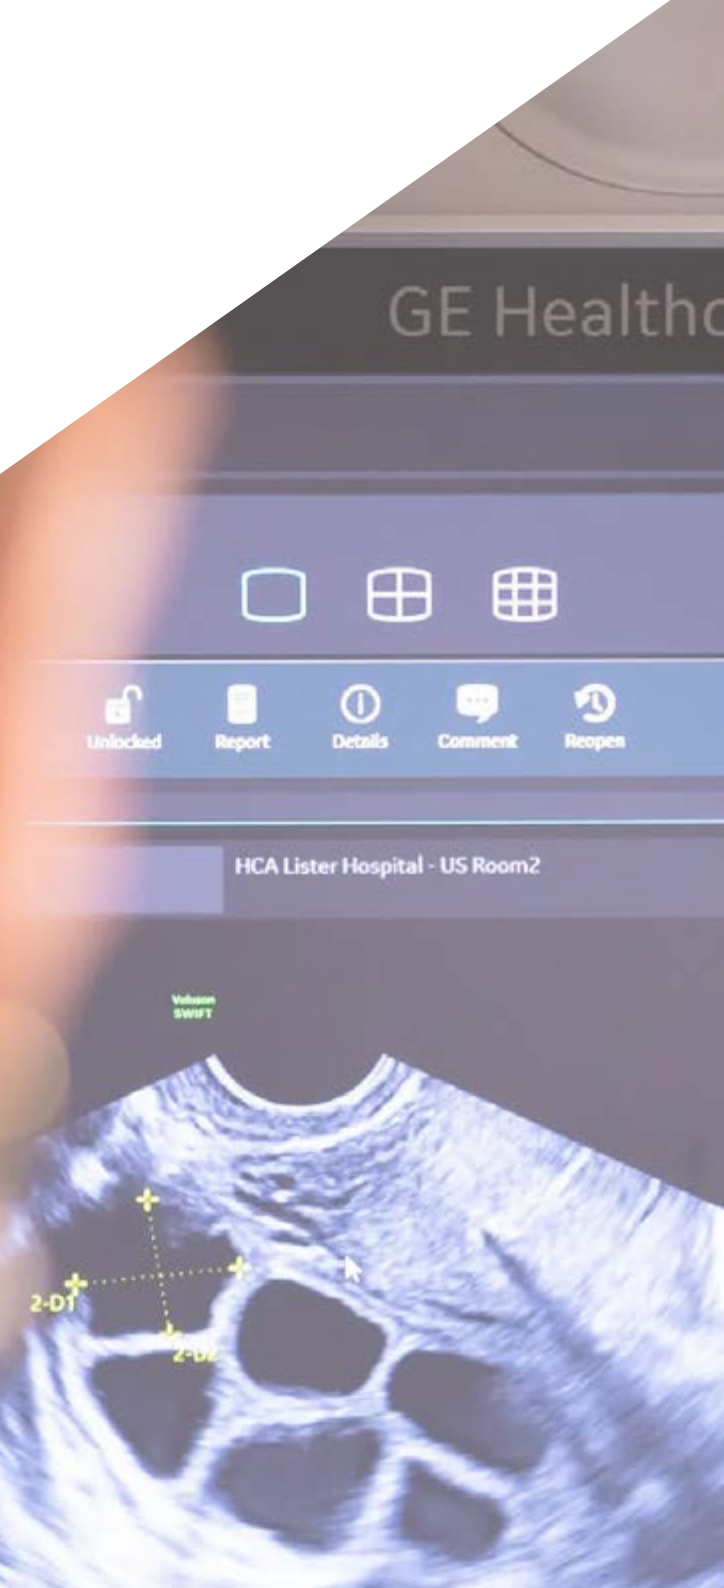 GE Healthc
Unlocked
Report
Details
Comment
Reopen
HCA Lister Hospital - US Room2
Voluson
SWIFT
2-D1
2-D2